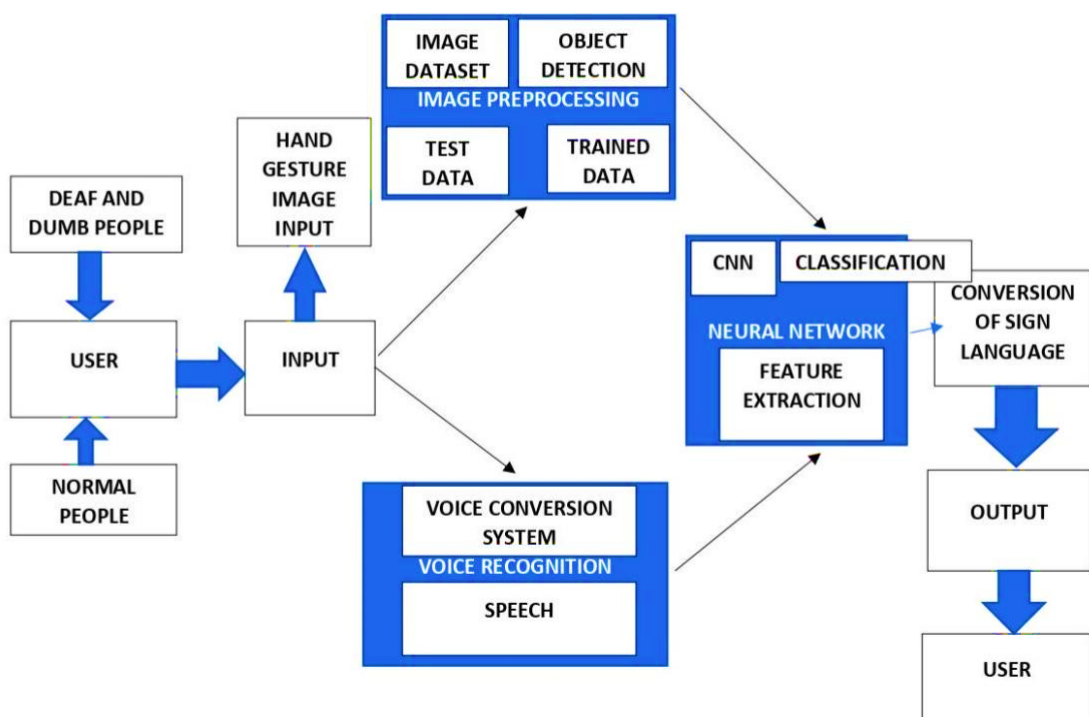 IMAGE
DATASET
OBJECT
DETECTION
IMAGE PREPROCESSING
TEST
DATA
TRAINED
DATA
HAND
GESTURE
IMAGE
INPUT
DEAF AND
DUMB PEOPLE
USER
INPUT
NORMAL
PEOPLE
VOICE CONVERSION
SYSTEM
VOICE RECOGNITION
SPEECH
CNN
CLASSIFICATION
NEURAL NETWORK
FEATURE
EXTRACTION
CONVERSION
OF SIGN
LANGUAGE
OUTPUT
USER